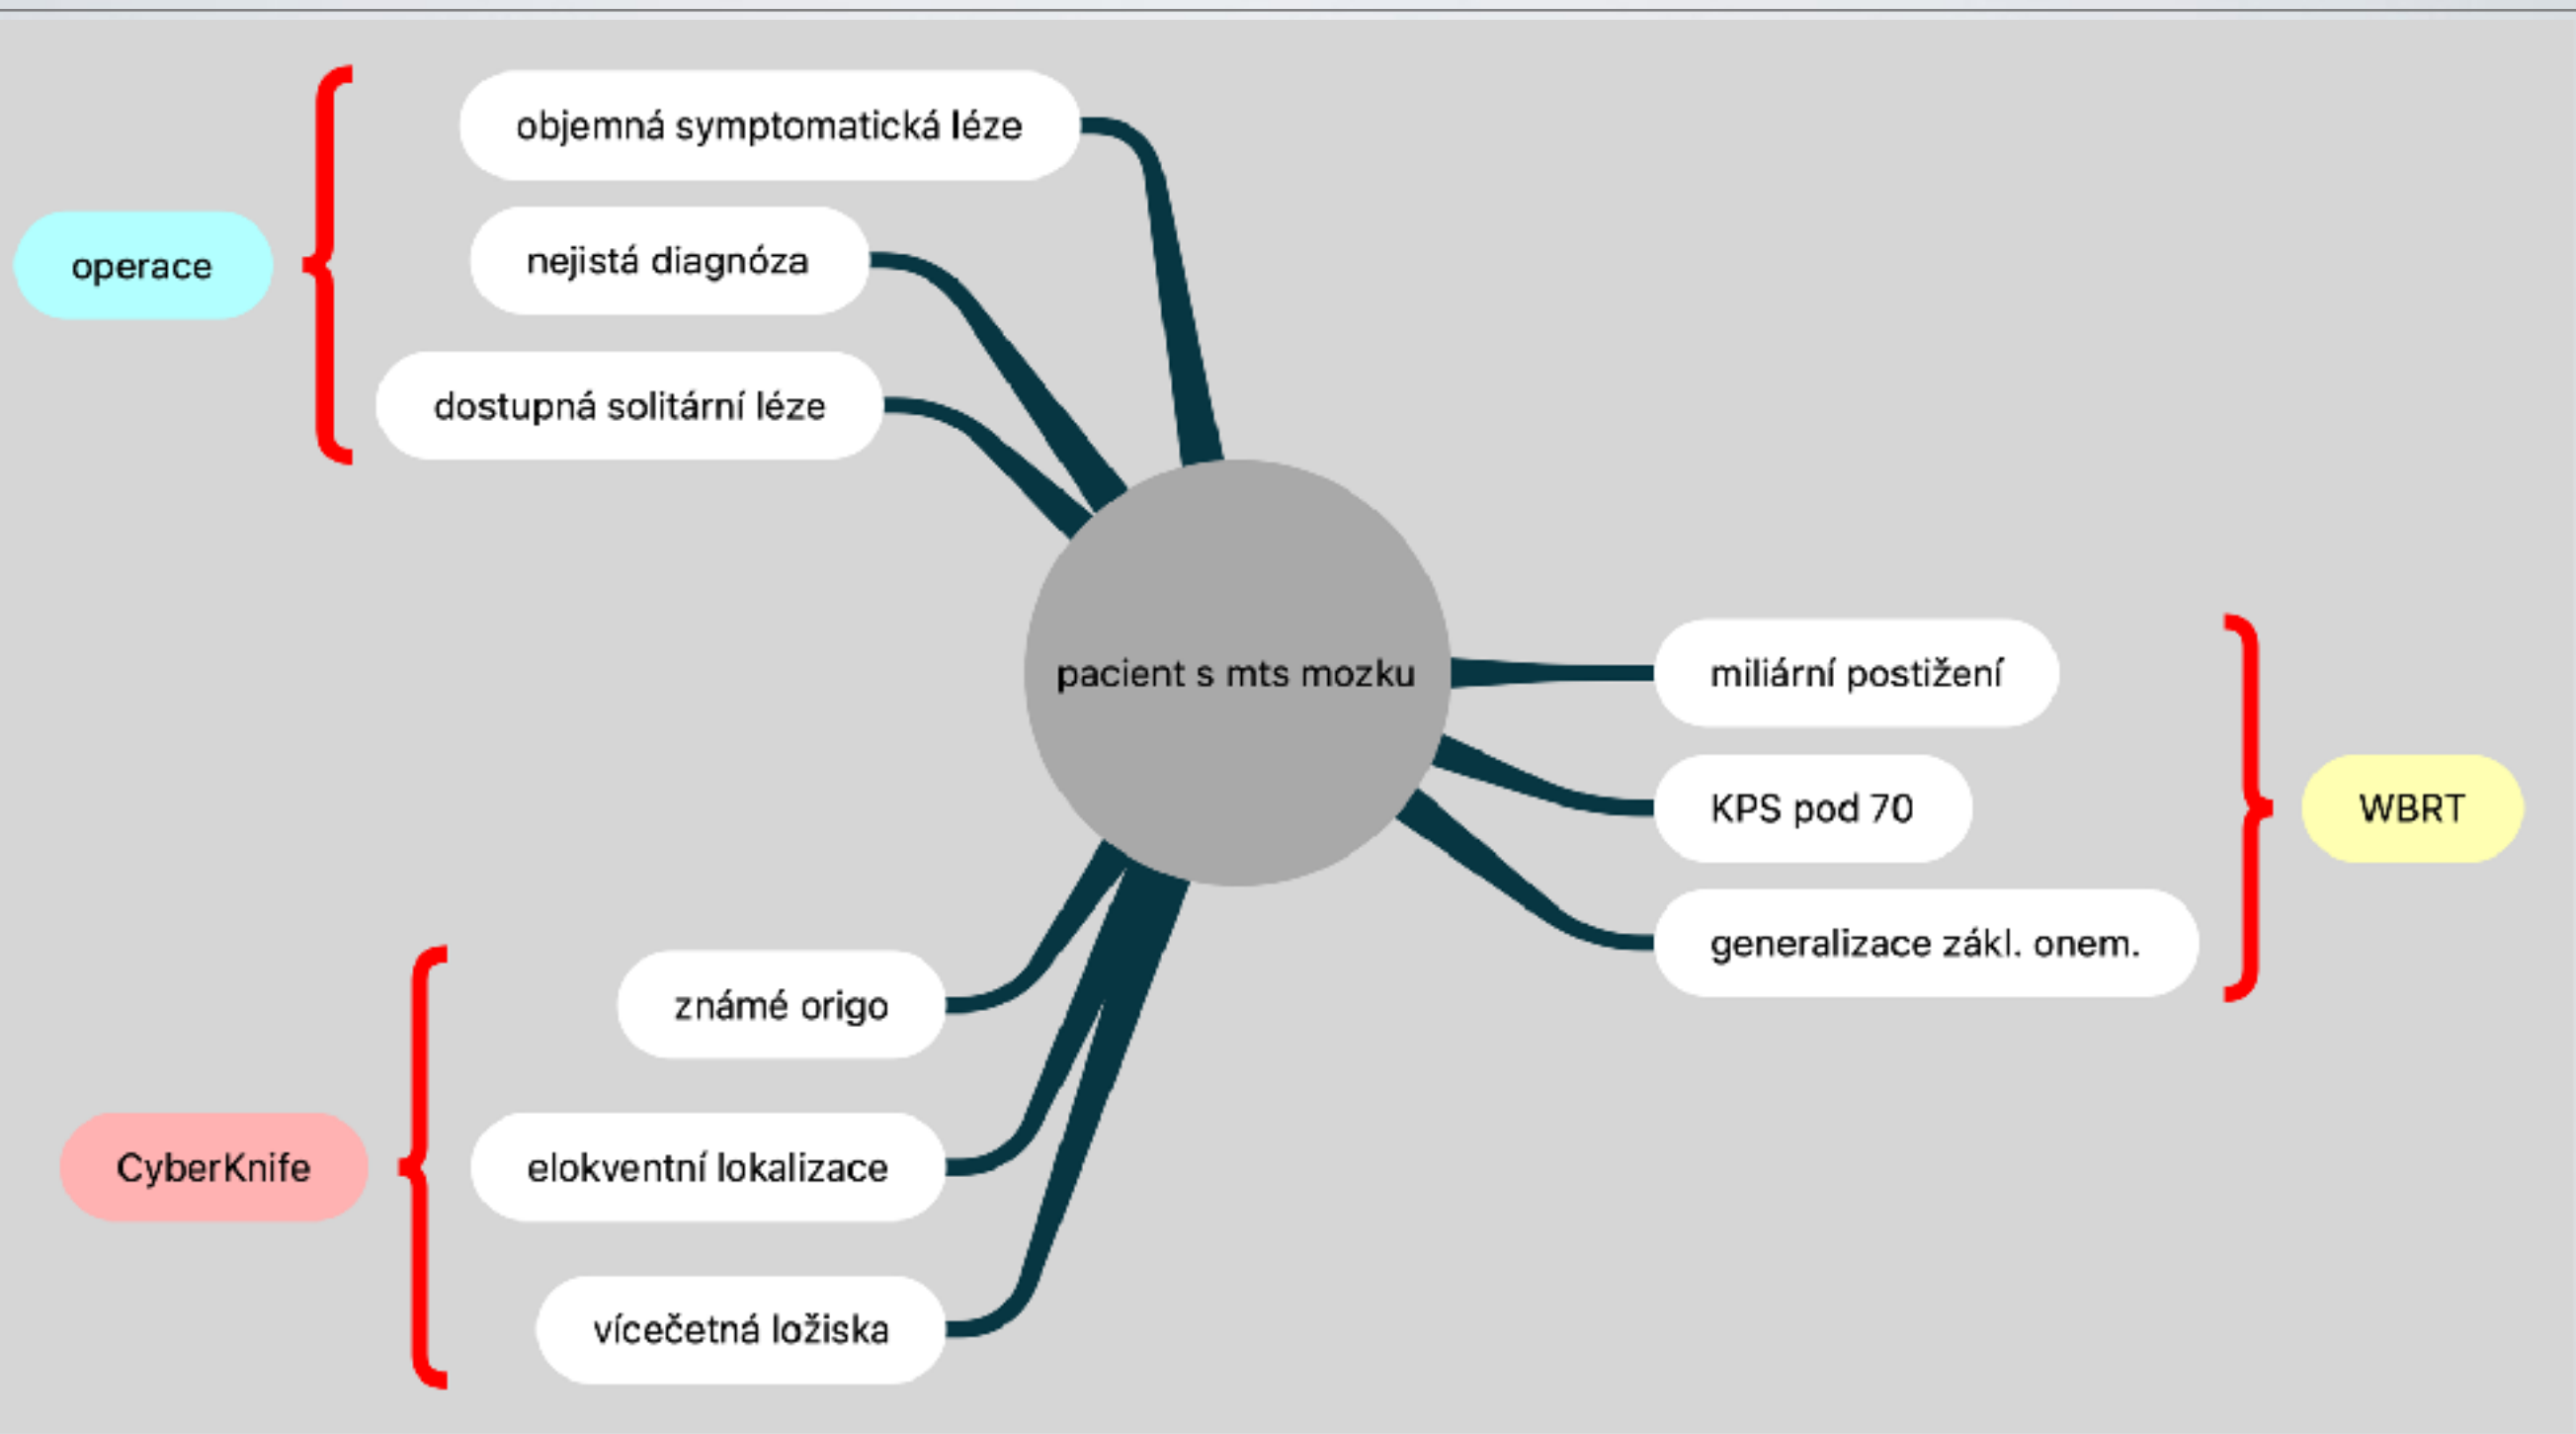 objemná symptomatická léze
operace
nejistá diagnóza
dostupná solitární léze
pacient s mts mozku
miliární postižení
KPS pod 70
WBRT
generalizace zákl. onem.
známé origo
CyberKnife
elokventní lokalizace
vícečetná ložiska